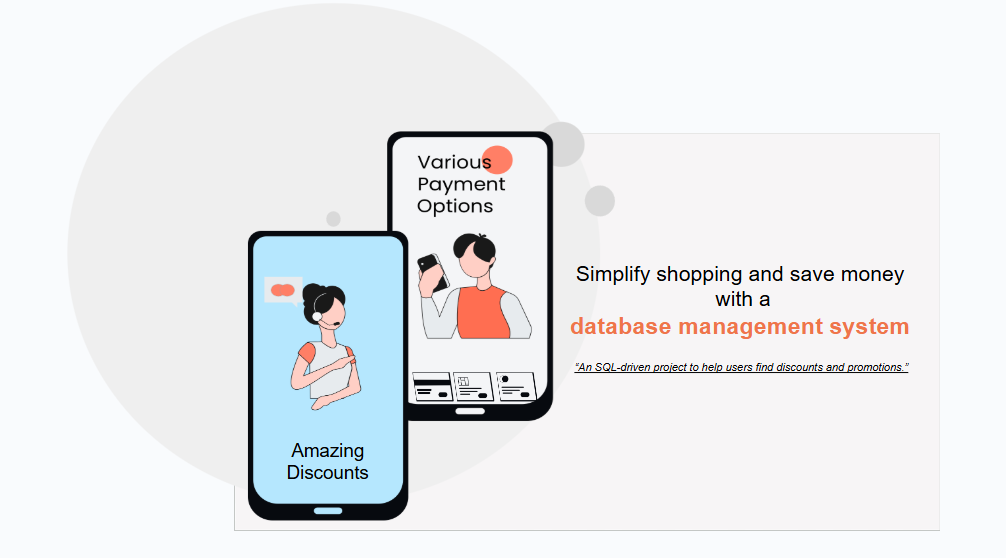 Various
Payment
Options
Simplify shopping and save money
with a
database management system
"An SQL-driven project to help users find discounts and promotions."
Amazing
Discounts